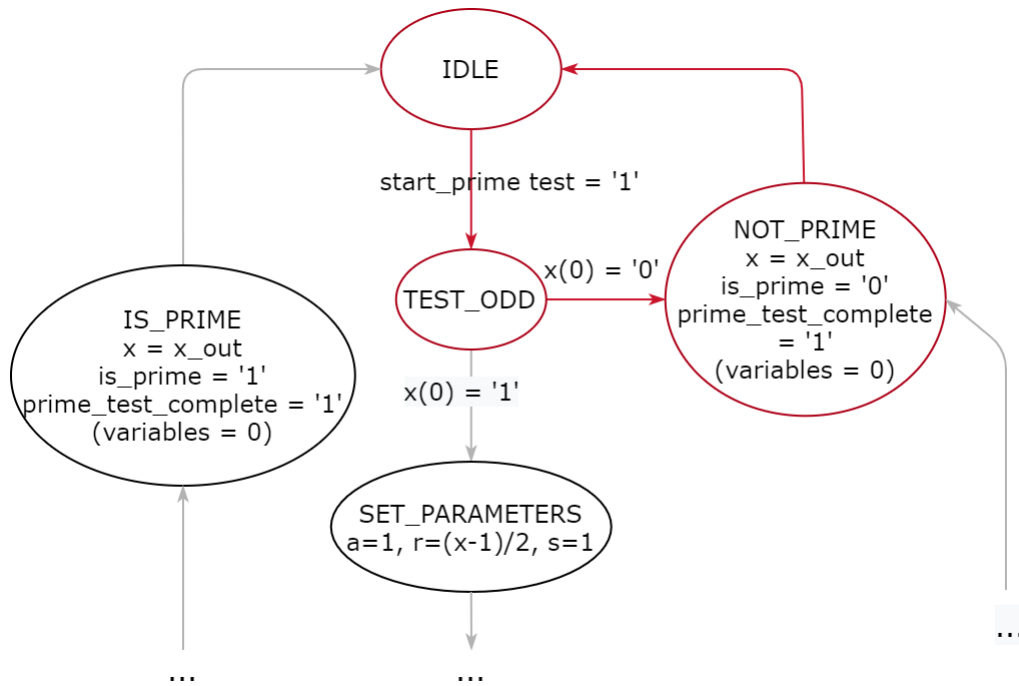 IDLE
start_prime test = '1'
TEST_ODD
x(0) = '0'
NOT_PRIME
x = x_out
is_prime = '0'
prime_test_complete
= '1'
(variables = 0)
IS_PRIME
x = x_out
is_prime = '1'
prime_test_complete = '1'
(variables = 0)
x(0) = '1'
SET_PARAMETERS
a=1, r=(x-1)/2, s=1
...
...
...